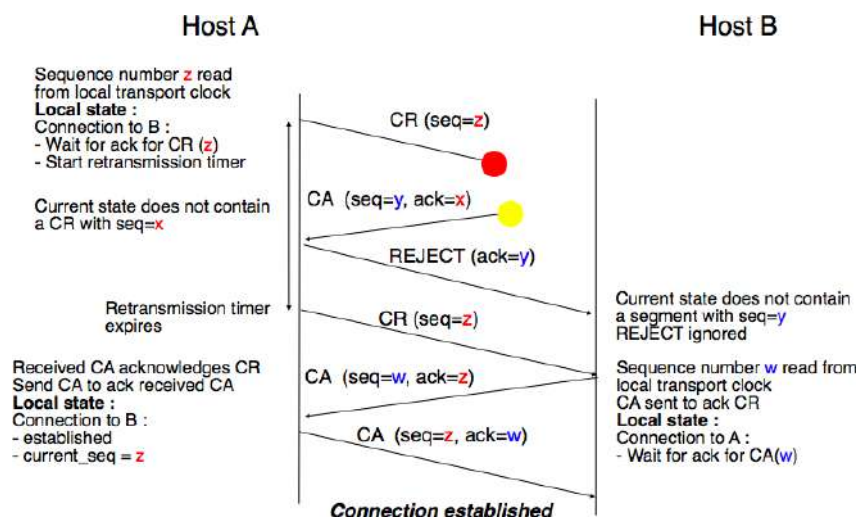 Host A
Host B
Sequence number z read
from local transport clock
Local state :
Connection to B :
- Wait for ack for CR (z)
- Start retransmission timer
CR (seq=z)
CA (seq=y, ack=x)
Current state does not contain
a CR with seq=x
REJECT (ack=y)
Current state does not contain
a segment with seq=y
REJECT ignored
Retransmission timer
expires
CR (seq=z)
Received CA acknowledges CR
Send CA to ack received CA
Local state :
Connection to B :
- established
- current_seq = z
CA (seq=w, ack=z)
Sequence number w read from
local transport clock
CA sent to ack CR
Local state :
Connection to A :
- Wait for ack for CA(w)
CA (seq=z, ack=w)
Connection established